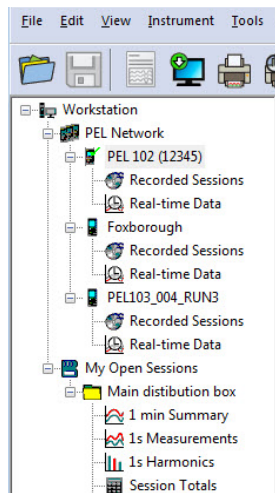 File Edit View Instrument Tools
Workstation
PEL Network
PEL 102 (12345)
Recorded Sessions
Real-time Data
Foxborough
Recorded Sessions
Real-time Data
PEL103_004_RUN3
Recorded Sessions
Real-time Data
My Open Sessions
Main distibution box
1 min Summary
1s Measurements
1s Harmonics
Session Totals